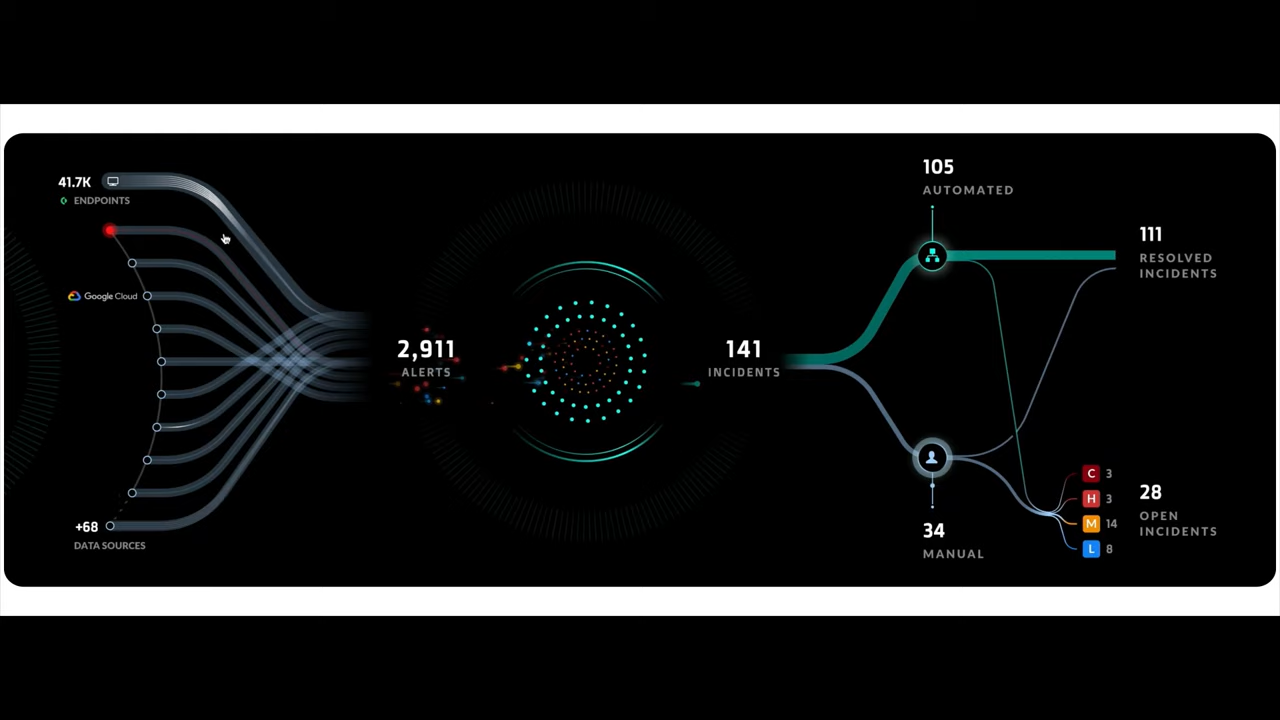 41.7K
ENDPOINTS
Google Cloud
+68
DATA SOURCES
2,911
ALERTS
141
INCIDENTS
105
AUTOMATED
34
MANUAL
111
RESOLVED
INCIDENTS
C 3
H 3
M 14
L 8
28
OPEN
INCIDENTS